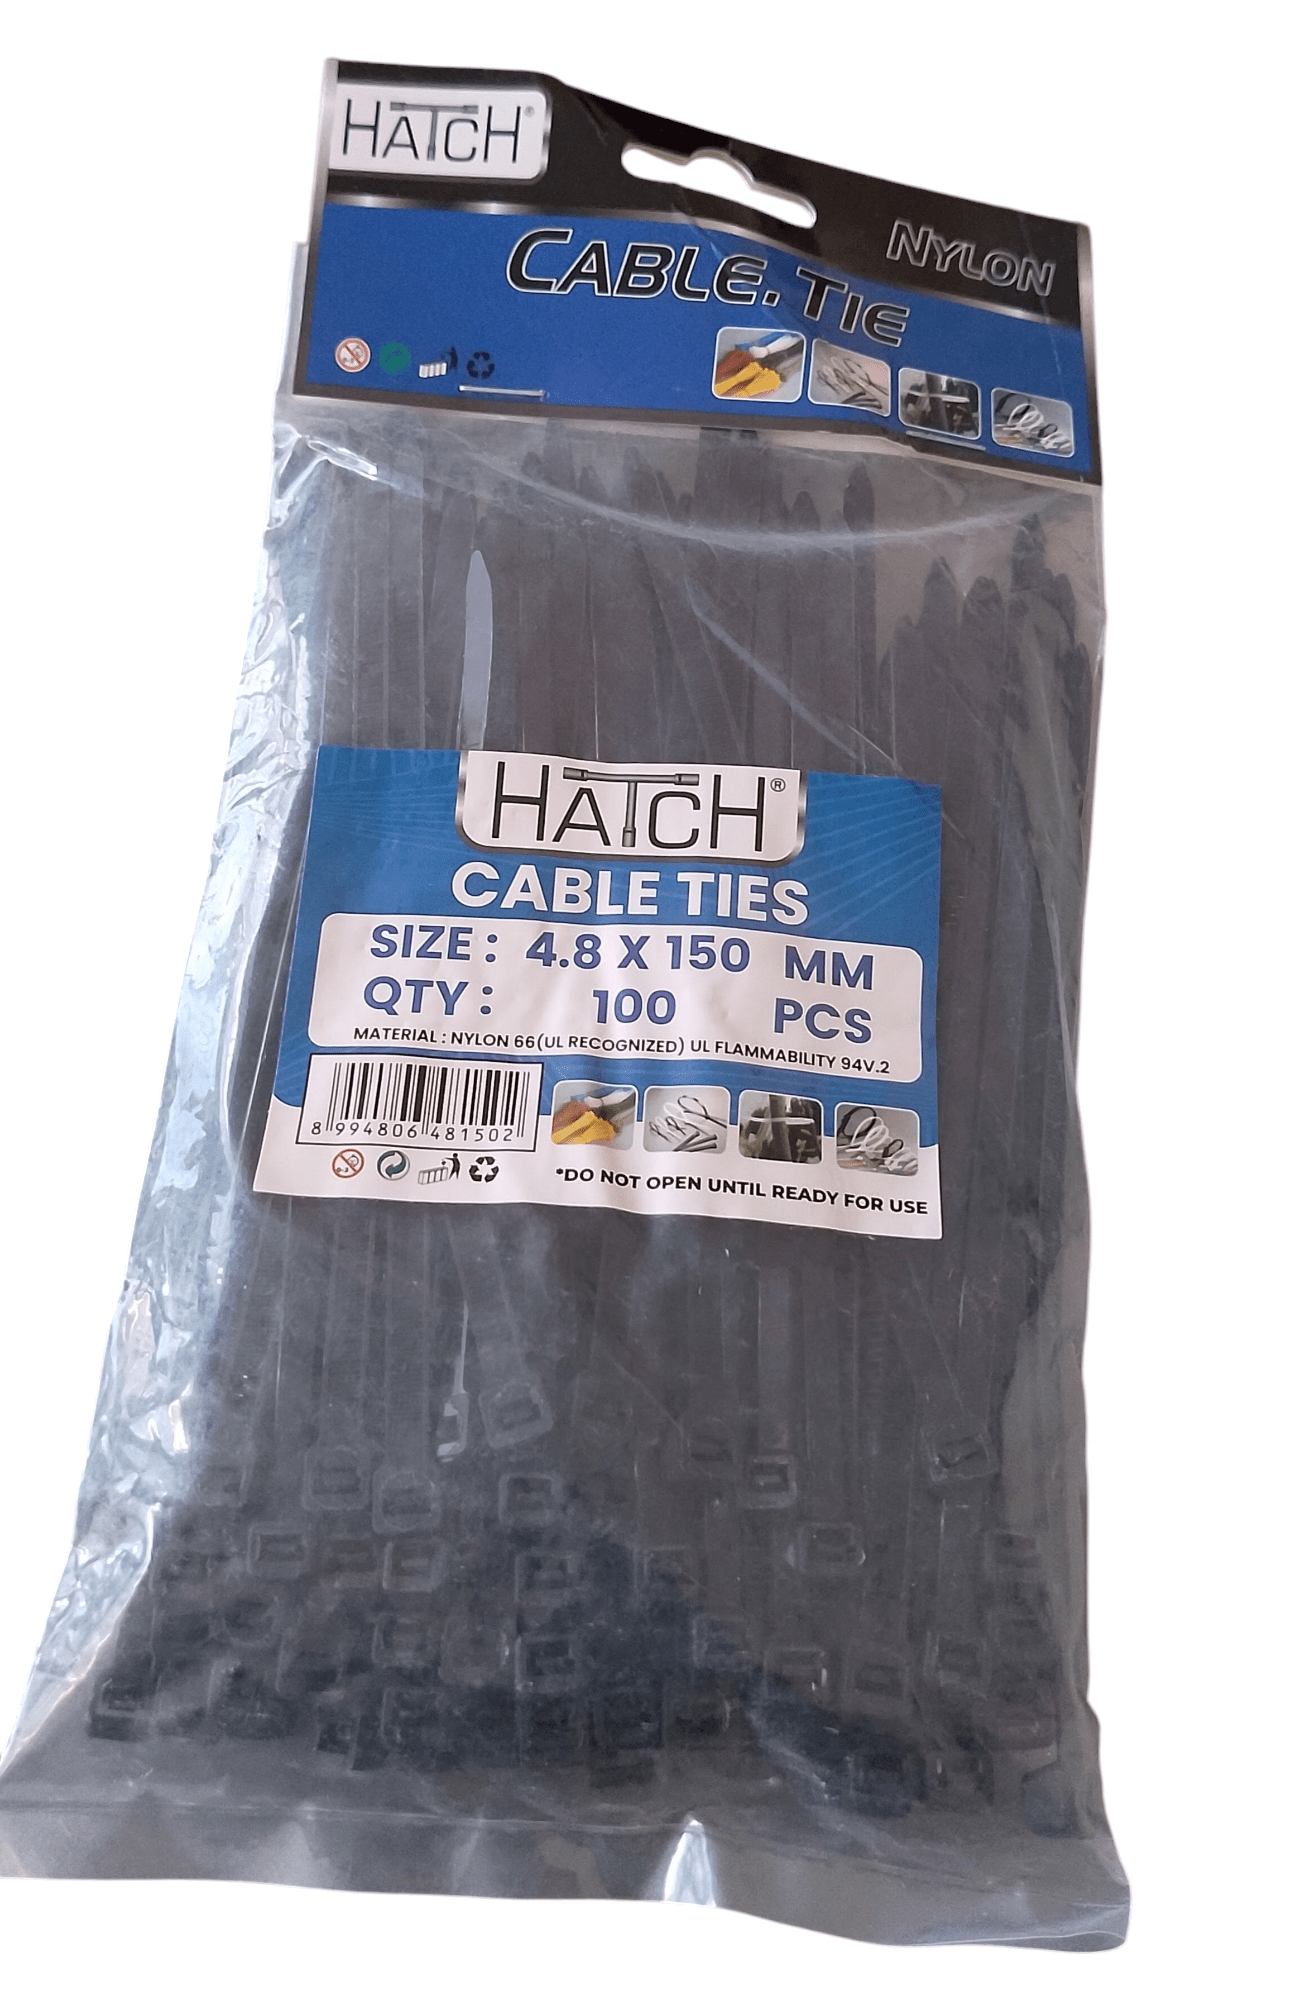 HATCH®
NYLON
CABLE.TIE
HATCH®
CABLE TIES
SIZE : 4.8 X 150 MM
QTY : 100 PCS
MATERIAL : NYLON 66(UL RECOGNIZED) UL FLAMMABILITY 94V.2
8 994806 481502
*DO NOT OPEN UNTIL READY FOR USE